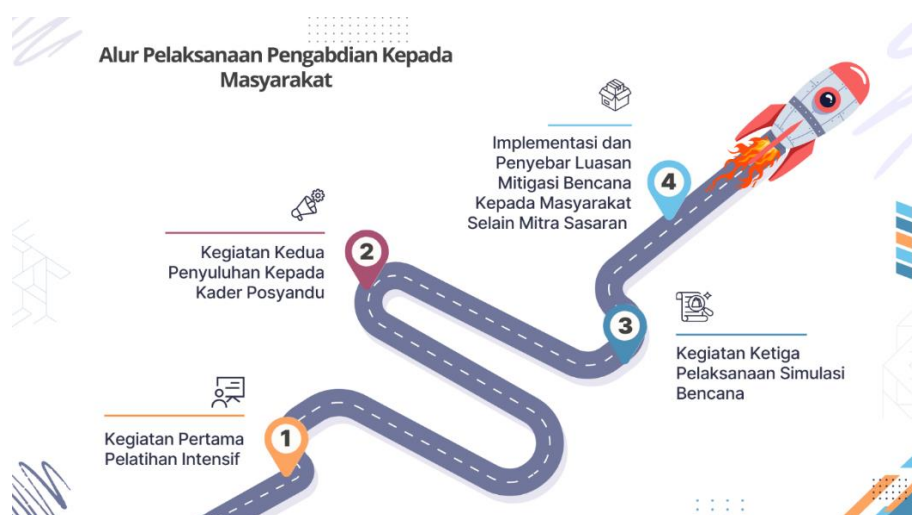 Alur Pelaksanaan Pengabdian Kepada
Masyarakat
1
Kegiatan Pertama
Pelatihan Intensif
2
Kegiatan Kedua
Penyuluhan Kepada
Kader Posyandu
3
Kegiatan Ketiga
Pelaksanaan Simulasi
Bencana
4
Implementasi dan
Penyebar Luasan
Mitigasi Bencana
Kepada Masyarakat
Selain Mitra Sasaran